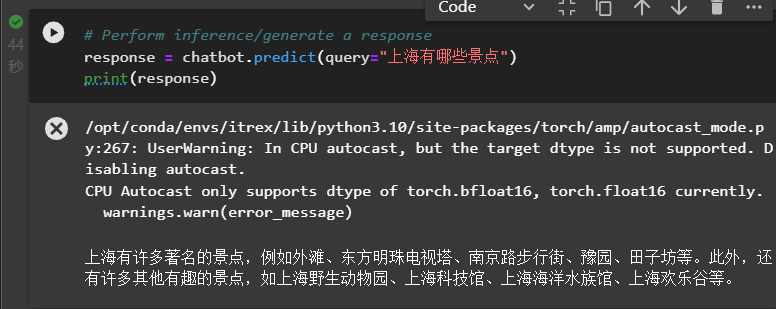 Code
44
秒
# Perform inference/generate a response
response = chatbot.predict(query="上海有哪些景点")
print(response)
/opt/conda/envs/itrex/lib/python3.10/site-packages/torch/amp/autocast_mode.p
y:267: UserWarning: In CPU autocast, but the target dtype is not supported. D
isabling autocast.
CPU Autocast only supports dtype of torch.bfloat16, torch.float16 currently.
  warnings.warn(error_message)
上海有许多著名的景点，例如外滩、东方明珠电视塔、南京路步行街、豫园、田子坊等。此外，还
有许多其他有趣的景点，如上海野生动物园、上海科技馆、上海海洋水族馆、上海欢乐谷等。